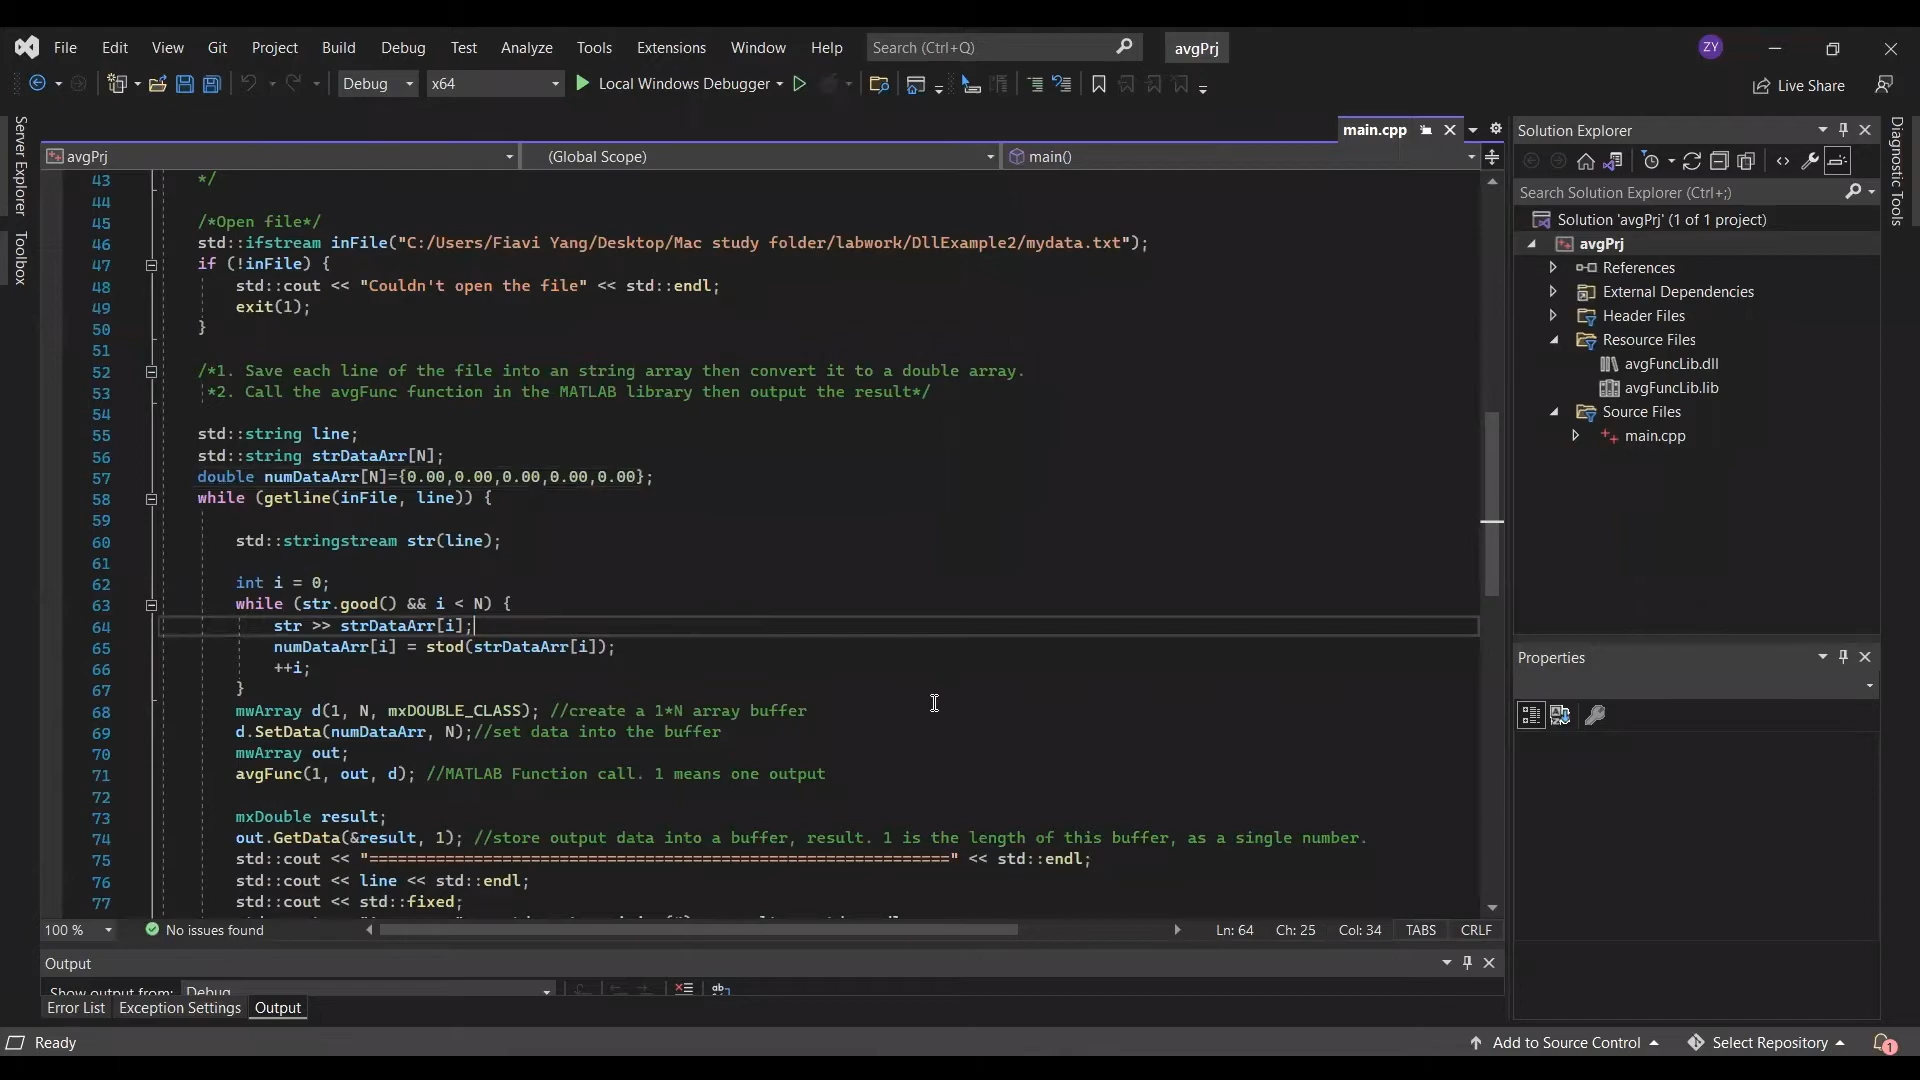 File Edit View Git Project Build Debug Test Analyze Tools Extensions Window Help Search (Ctrl+Q) avgPrj ZY
Debug x64 Local Windows Debugger Live Share
Server Explorer
Toolbox
main.cpp
avgPrj (Global Scope) main()
43 */
44
45 /*Open file*/
46 std::ifstream inFile("C:/Users/Fiavi Yang/Desktop/Mac study folder/labwork/DllExample2/mydata.txt");
47 if (!inFile) {
48 std::cout << "Couldn't open the file" << std::endl;
49 exit(1);
50 }
51
52 /*1. Save each line of the file into an string array then convert it to a double array.
53 *2. Call the avgFunc function in the MATLAB library then output the result*/
54
55 std::string line;
56 std::string strDataArr[N];
57 double numDataArr[N]={0.00,0.00,0.00,0.00,0.00};
58 while (getline(inFile, line)) {
59
60 std::stringstream str(line);
61
62 int i = 0;
63 while (str.good() && i < N) {
64 str >> strDataArr[i];
65 numDataArr[i] = stod(strDataArr[i]);
66 ++i;
67 }
68 mwArray d(1, N, mxDOUBLE_CLASS); //create a 1*N array buffer
69 d.SetData(numDataArr, N);//set data into the buffer
70 mwArray out;
71 avgFunc(1, out, d); //MATLAB Function call. 1 means one output
72
73 mxDouble result;
74 out.GetData(&result, 1); //store output data into a buffer, result. 1 is the length of this buffer, as a single number.
75 std::cout << "=============================================================" << std::endl;
76 std::cout << line << std::endl;
77 std::cout << std::fixed;
100 % No issues found Ln: 64 Ch: 25 Col: 34 TABS CRLF
Output
Show output from: Debug
Error List Exception Settings Output
Solution Explorer
Search Solution Explorer (Ctrl+;)
Solution 'avgPrj' (1 of 1 project)
avgPrj
References
External Dependencies
Header Files
Resource Files
avgFuncLib.dll
avgFuncLib.lib
Source Files
main.cpp
Properties
Diagnostic Tools
Ready Add to Source Control Select Repository 1